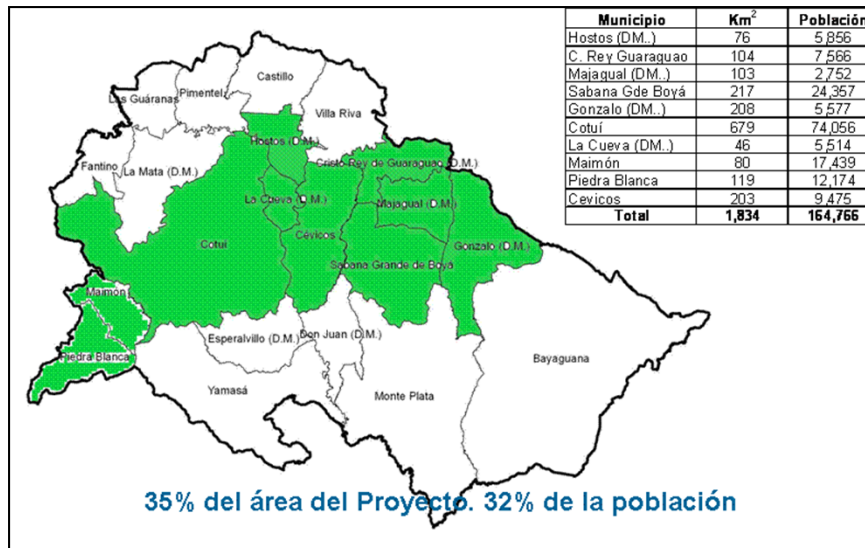 Municipio Km² Población
Hostos (DM..) 76 5,856
C. Rey Guaraguao 104 7,566
Majagual (DM..) 103 2,752
Sabana Gde Boyá 217 24,357
Gonzalo (DM..) 208 5,577
Cotuí 679 74,056
La Cueva (DM..) 46 5,514
Maimón 80 17,439
Piedra Blanca 119 12,174
Cevicos 203 9,475
Total 1,834 164,766
Castillo
Pimentel
Las Guáranas
Villa Riva
Hostos (D.M.)
Fantino
La Mata (D.M.)
Cristo Rey de Guaraguao (D.M.)
La Cueva (D.M.)
Majagual (D.M.)
Cotuí
Cévicos
Gonzalo (D.M.)
Sabana Grande de Boyá
Maimón
Esperalvillo (D.M.)
Don Juan (D.M.)
Piedra Blanca
Bayaguana
Yamasá
Monte Plata
35% del área del Proyecto. 32% de la población